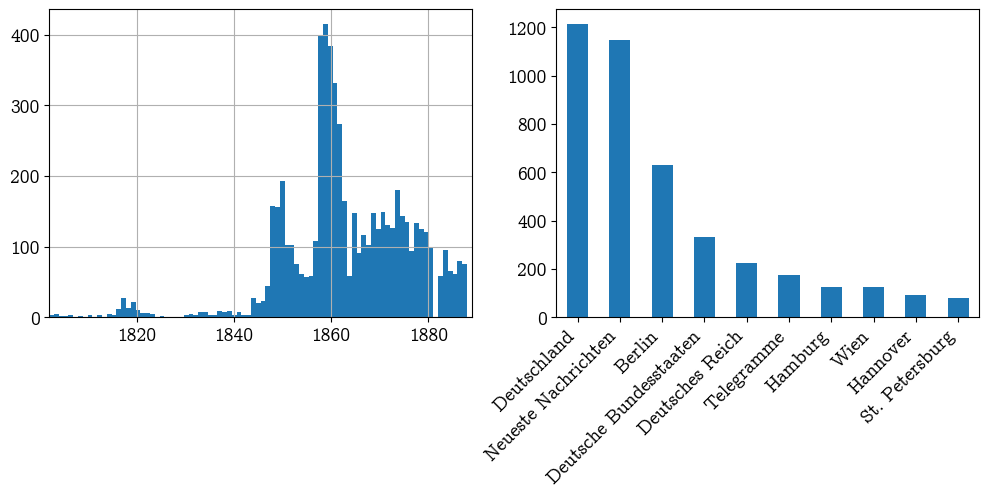 400
300
200
100
0
1820 1840 1860 1880
1200
1000
800
600
400
200
0
Deutschland
Neueste Nachrichten
Berlin
Deutsche Bundesstaaten
Deutsches Reich
Telegramme
Hamburg
Wien
Hannover
St. Petersburg